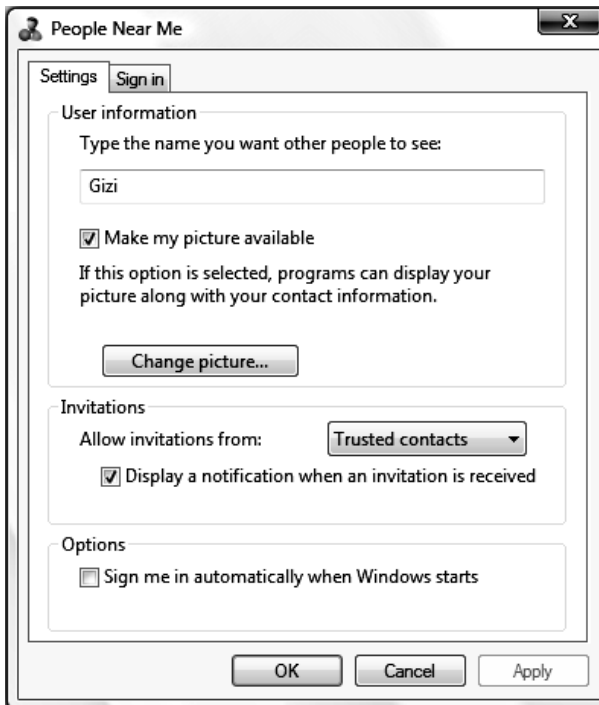 People Near Me
Settings Sign in
User information
Type the name you want other people to see:
Gizi
Make my picture available
If this option is selected, programs can display your
picture along with your contact information.
Change picture...
Invitations
Allow invitations from: Trusted contacts
Display a notification when an invitation is received
Options
Sign me in automatically when Windows starts
OK Cancel Apply